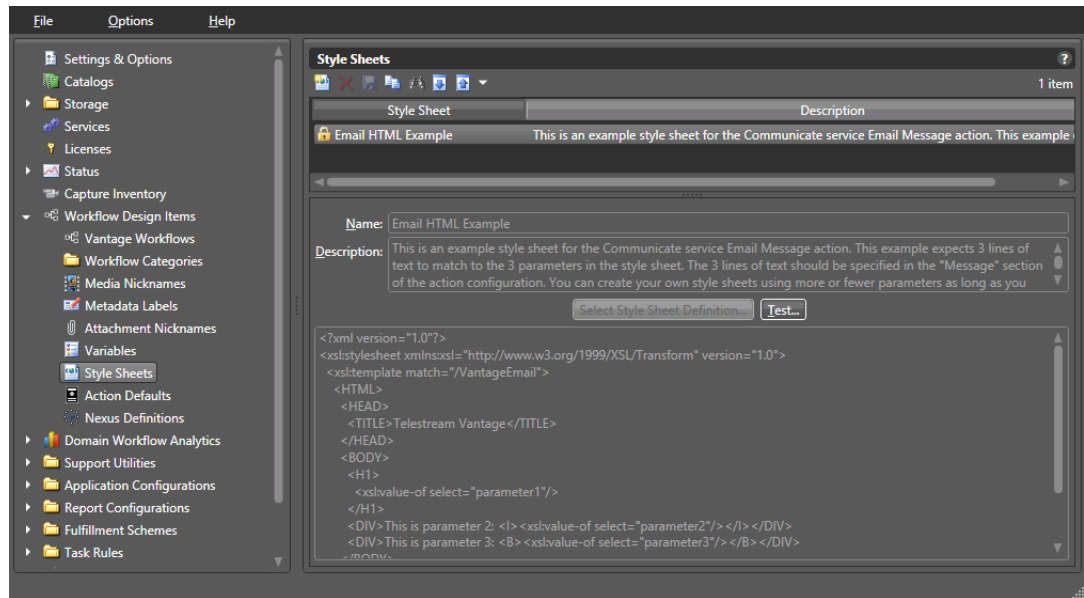 File Options Help
Settings & Options
Catalogs
Storage
Services
Licenses
Status
Capture Inventory
Workflow Design Items
Vantage Workflows
Workflow Categories
Media Nicknames
Metadata Labels
Attachment Nicknames
Variables
Style Sheets
Action Defaults
Nexus Definitions
Domain Workflow Analytics
Support Utilities
Application Configurations
Report Configurations
Fulfillment Schemes
Task Rules
Style Sheets ?
1 item
Style Sheet Description
Email HTML Example This is an example style sheet for the Communicate service Email Message action. This example
Name: Email HTML Example
Description: This is an example style sheet for the Communicate service Email Message action. This example expects 3 lines of
text to match to the 3 parameters in the style sheet. The 3 lines of text should be specified in the "Message" section
of the action configuration. You can create your own style sheets using more or fewer parameters as long as you
Select Style Sheet Definition... Test...
<?xml version="1.0"?>
<xsl:stylesheet xmlns:xsl="http://www.w3.org/1999/XSL/Transform" version="1.0">
<xsl:template match="/VantageEmail">
<HTML>
<HEAD>
<TITLE>Telestream Vantage</TITLE>
</HEAD>
<BODY>
<H1>
<xsl:value-of select="parameter1"/>
</H1>
<DIV>This is parameter 2: <I><xsl:value-of select="parameter2"/></I></DIV>
<DIV>This is parameter 3: <B><xsl:value-of select="parameter3"/></B></DIV>
</BODY>